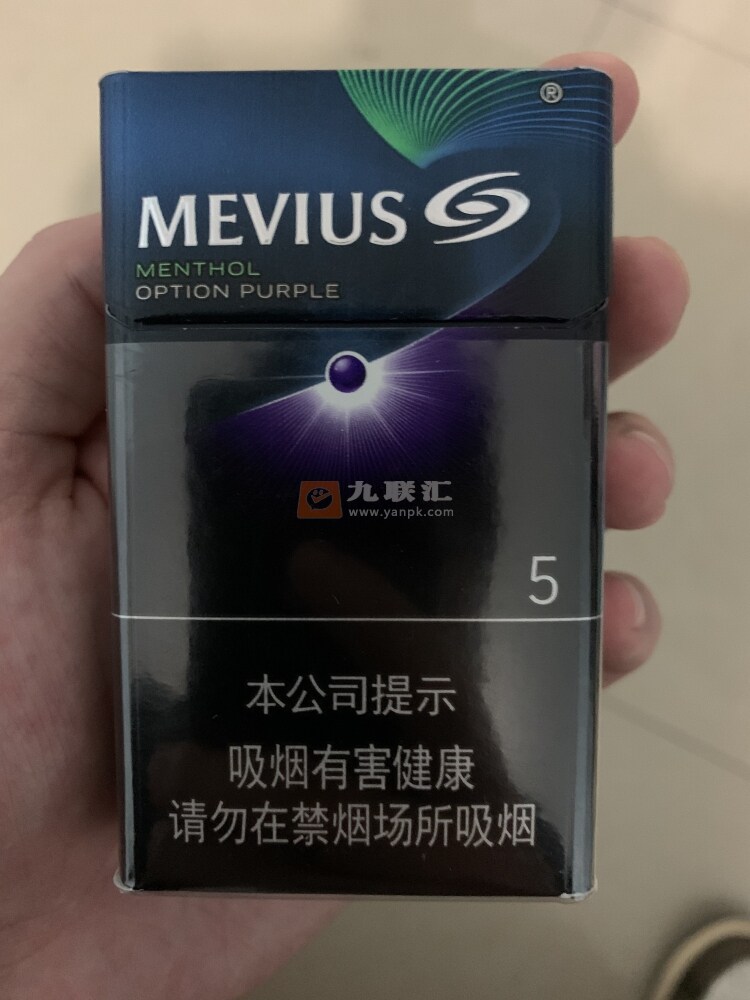 ®
MEVIUS
MENTHOL
OPTION PURPLE
九联汇
www.yanpk.com
5
本公司提示
吸烟有害健康
请勿在禁烟场所吸烟